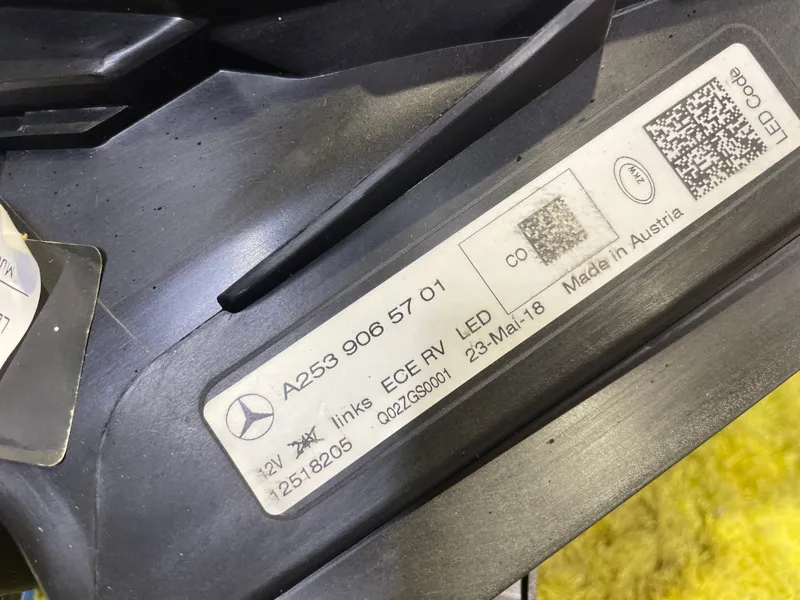 A253 906 57 01
12V 24V links ECE RV LED
12518205 Q02ZGS0001 23-Mai-18 Made in Austria
CO
ZKW
LED Code